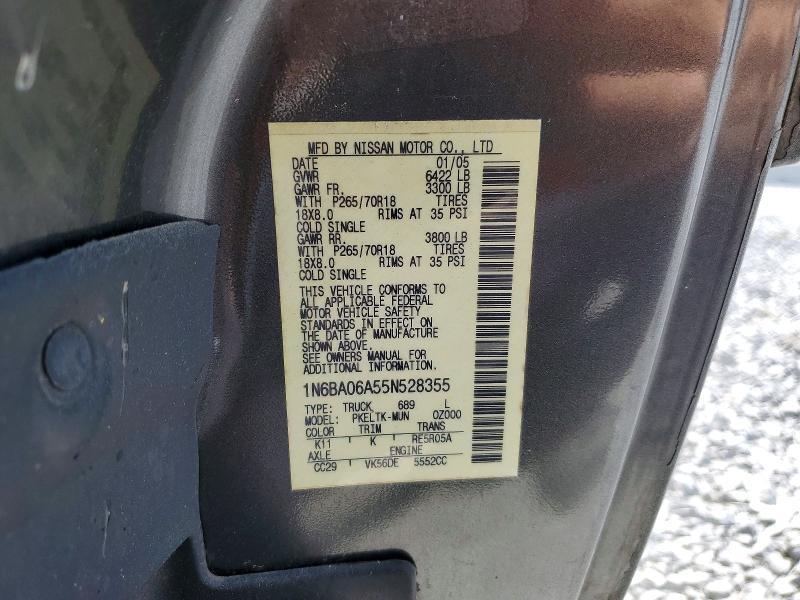 MFD BY NISSAN MOTOR CO., LTD
DATE 01/05
GVWR 6422 LB
GAWR FR. 3300 LB
WITH P265/70R18 TIRES
18X8.0 RIMS AT 35 PSI
COLD SINGLE
GAWR RR. 3800 LB
WITH P265/70R18 TIRES
18X8.0 RIMS AT 35 PSI
COLD SINGLE
THIS VEHICLE CONFORMS TO
ALL APPLICABLE FEDERAL
MOTOR VEHICLE SAFETY
STANDARDS IN EFFECT ON
THE DATE OF MANUFACTURE
SHOWN ABOVE.
SEE OWNERS MANUAL FOR
ADDITIONAL INFORMATION.
1N6BA06A55N528355
TYPE: TRUCK 689 L
MODEL: PKELTK-MUN OZ000
COLOR TRIM TRANS
K11 K RE5R05A
AXLE ENGINE
CC29 VK56DE 5552CC